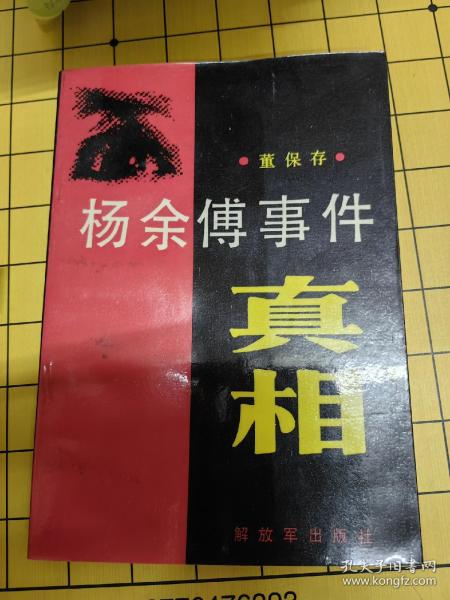 董保存
杨余傅事件
真相
解放军出版社
孔夫子旧书网
www.kongfz.com